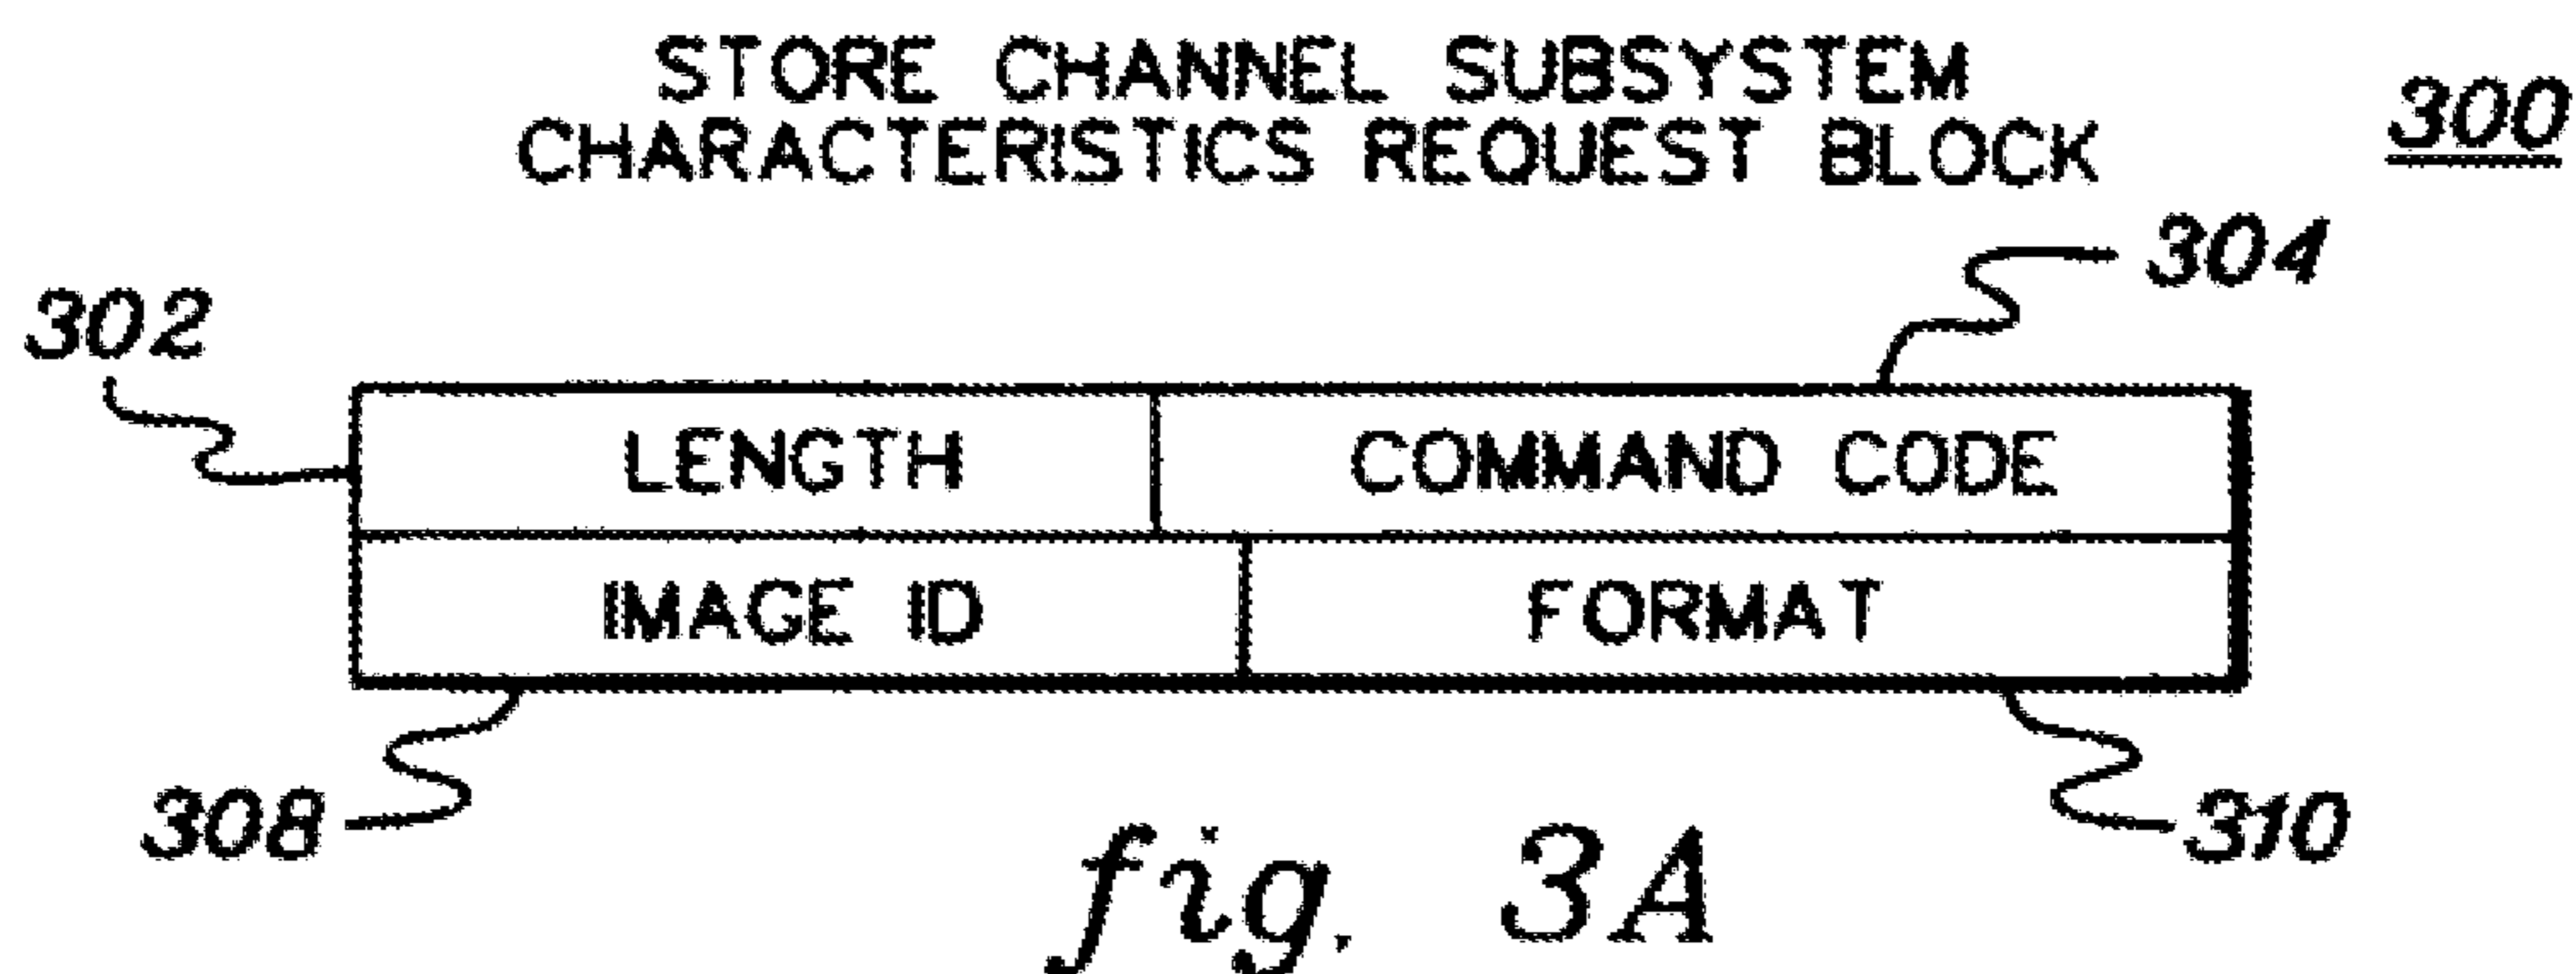 STORE CHANNEL SUBSYSTEM
CHARACTERISTICS REQUEST BLOCK
300
304
302
LENGTH COMMAND CODE
IMAGE ID FORMAT
308
310
fig. 3A